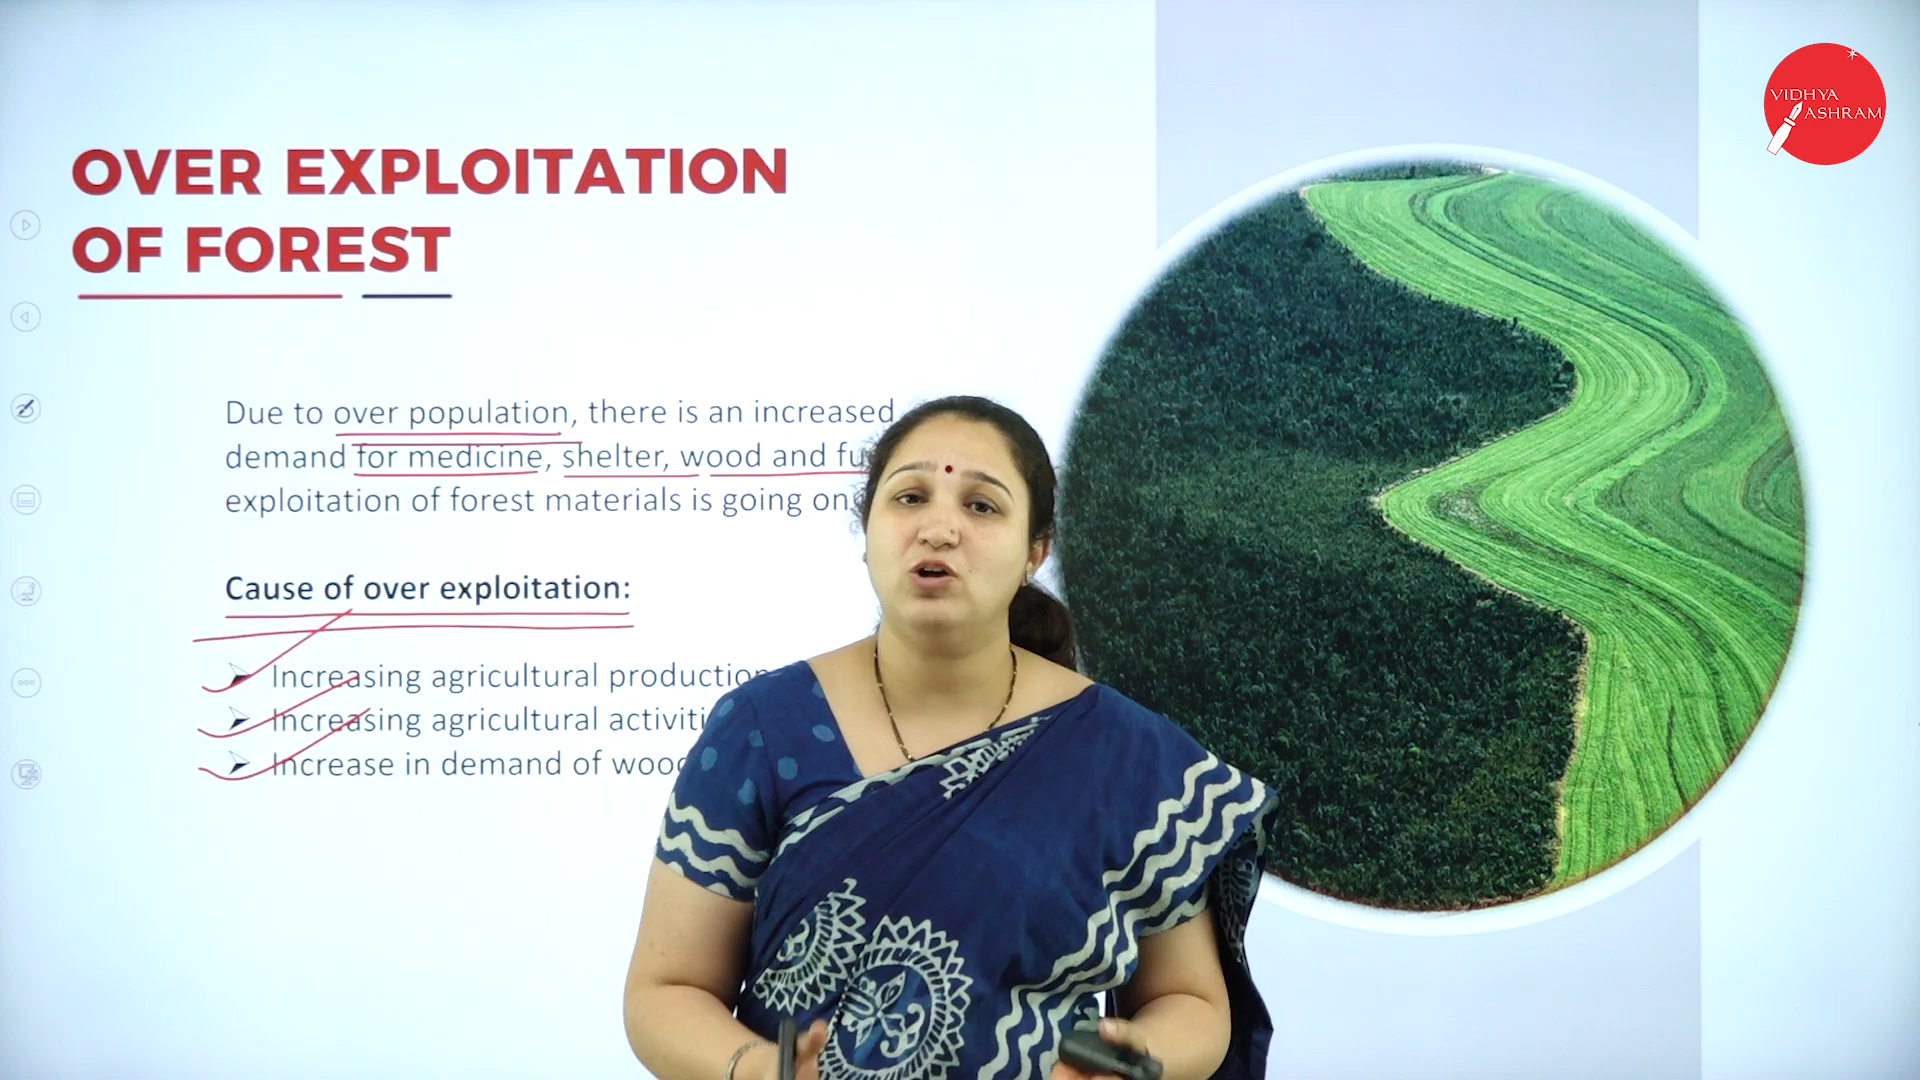 VIDHYA
ASHRAM
OVER EXPLOITATION
OF FOREST
Due to over population, there is an increased
demand for medicine, shelter, wood and
exploitation of forest materials is going on
Cause of over exploitation:
Increasing agricultural production
Increasing agricultural
Increase in demand of